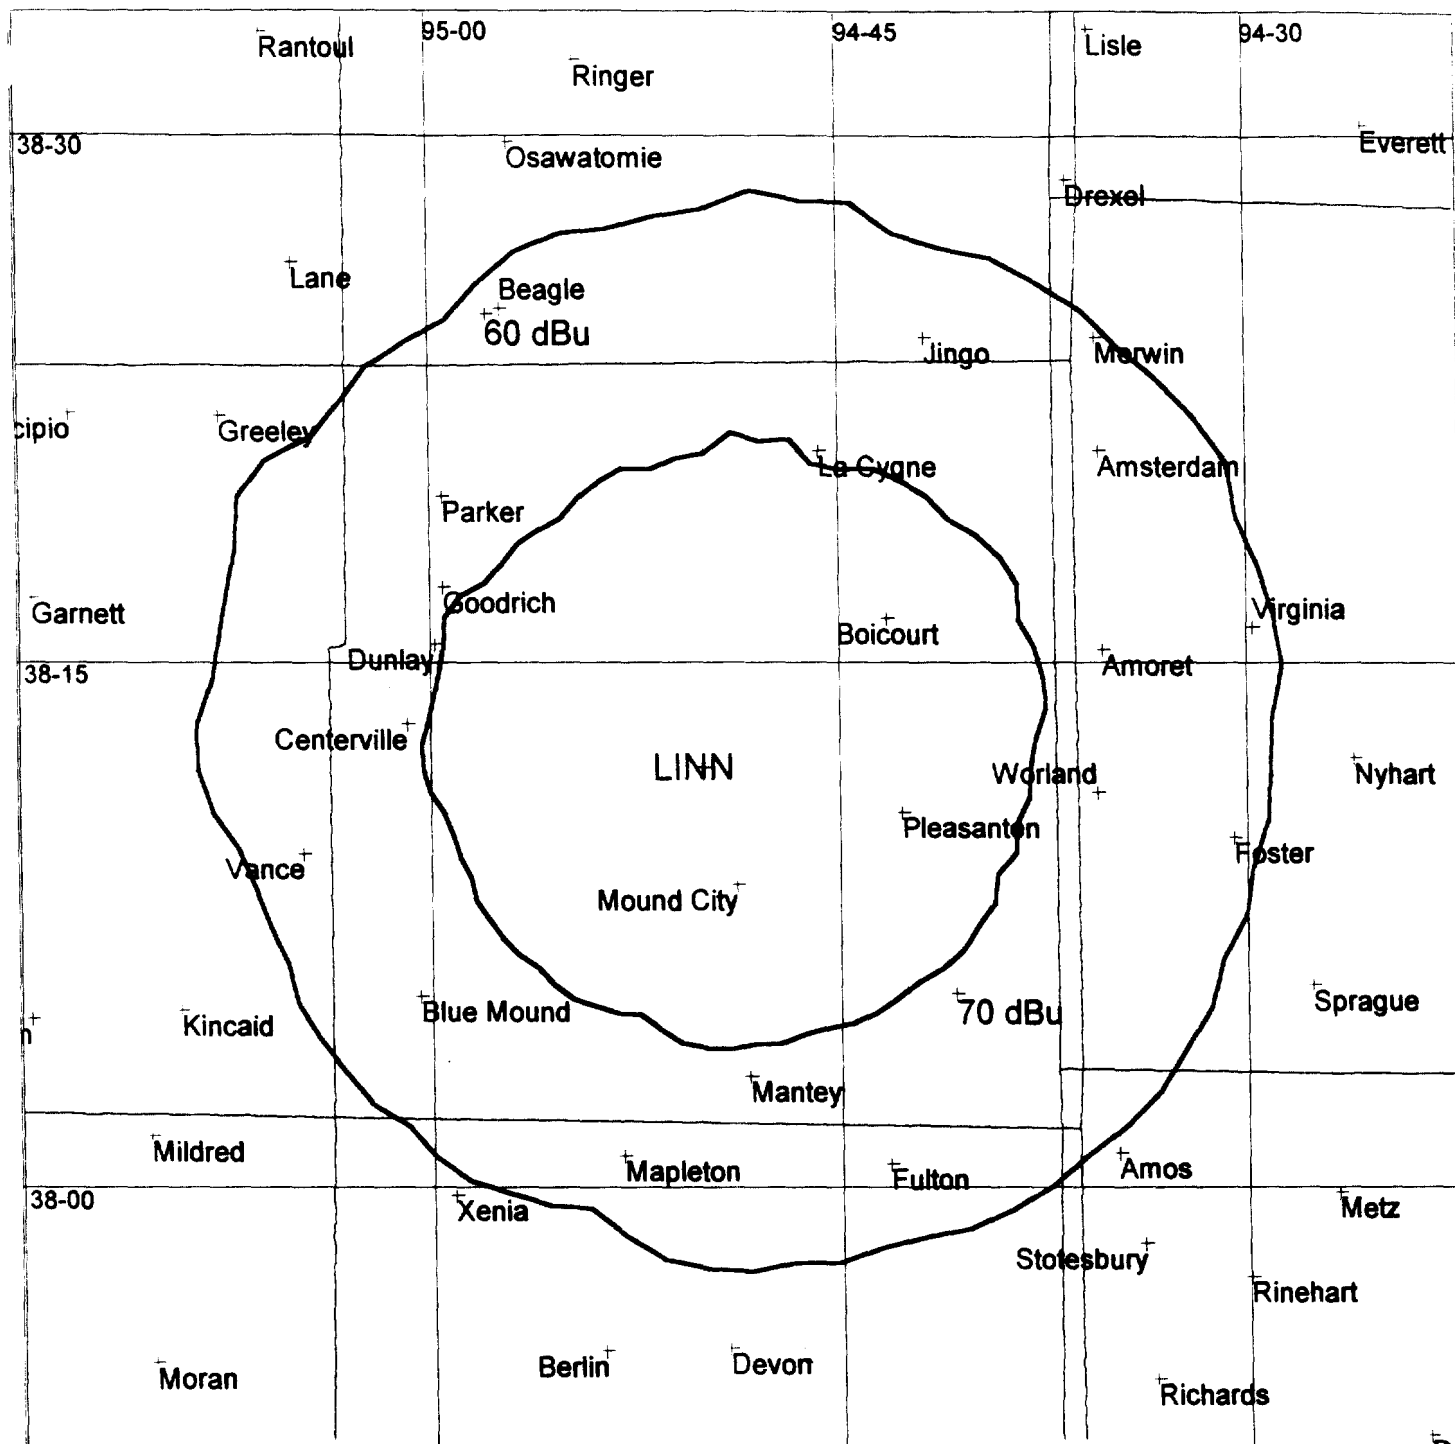 95-00
94-45
94-30
Rantoul
Lisle
Ringer
38-30
Everett
Osawatomie
Drexel
Lane
Beagle
60 dBu
Jingo
Merwin
cipio
Greeley
La Cygne
Amsterdam
Parker
Goodrich
Garnett
Virginia
Boicourt
Dunlay
38-15
Amoret
Centerville
LINN
Worland
Nyhart
Pleasanton
Vance
Foster
Mound City
Blue Mound
70 dBu
Sprague
Kincaid
n
Mantey
Mildred
Mapleton
Fulton
Amos
38-00
Xenia
Metz
Stotesbury
Rinehart
Berlin
Devon
Moran
Richards